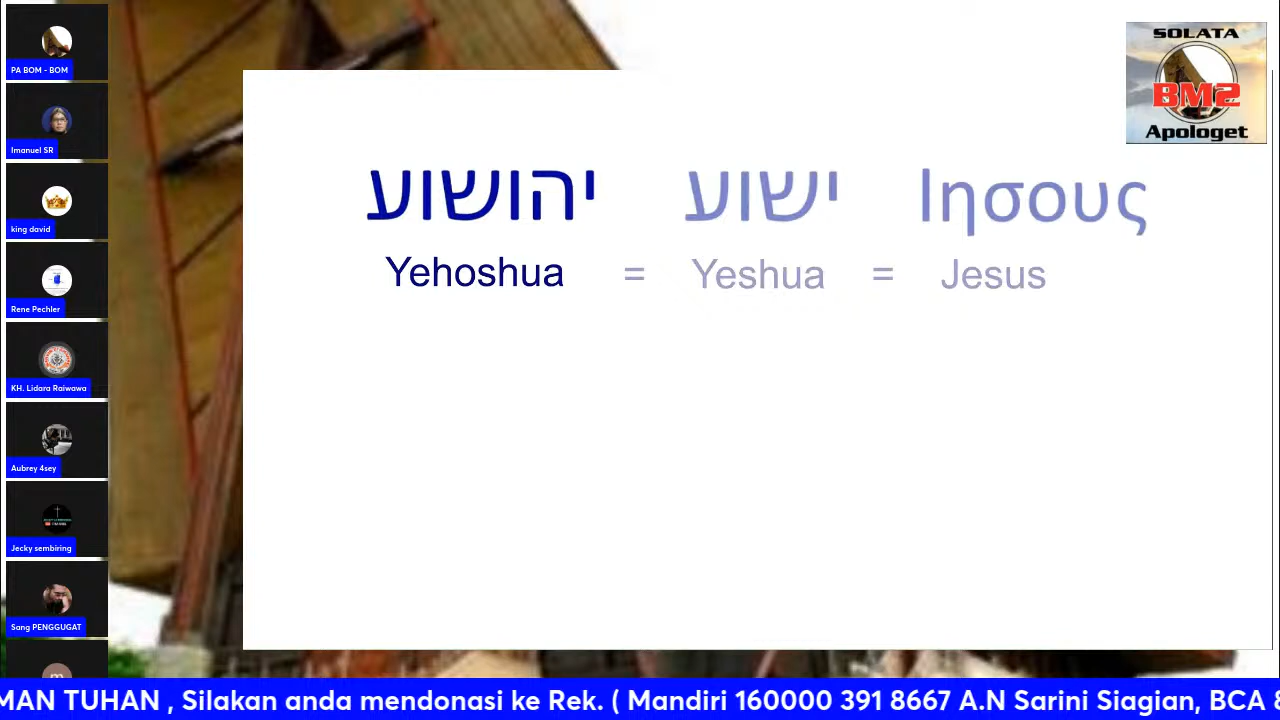 PA BOM - BOM
Imanuel SR
king david
Rene Pechler
KH. Lidara Raiwawa
Aubrey 4sey
Jecky sembiring
Sang PENGGUGAT
SOLATA
BM2
Apologet
יהושוע ישוע Ιησους
Yehoshua = Yeshua = Jesus
MAN TUHAN , Silakan anda mendonasi ke Rek. ( Mandiri 160000 391 8667 A.N Sarini Siagian, BCA 8